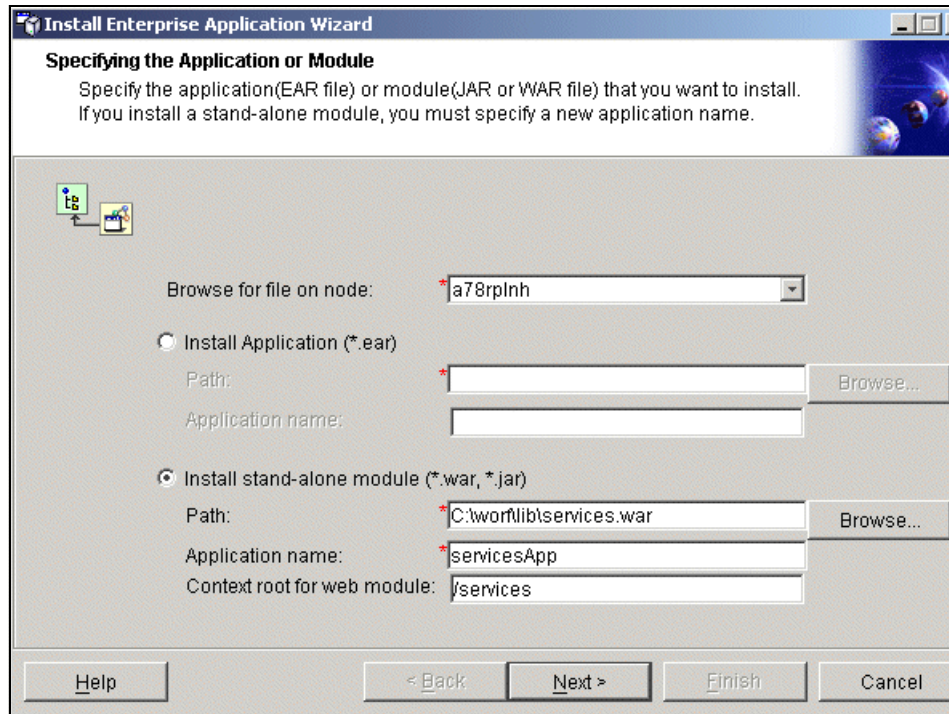 Install Enterprise Application Wizard
Specifying the Application or Module
Specify the application(EAR file) or module(JAR or WAR file) that you want to install.
If you install a stand-alone module, you must specify a new application name.
Browse for file on node: *a78rplnh
Install Application (*.ear)
Path: * Browse...
Application name:
Install stand-alone module (*.war, *.jar)
Path: *C:\worf\lib\services.war Browse...
Application name: *servicesApp
Context root for web module: /services
Help < Back Next > Finish Cancel